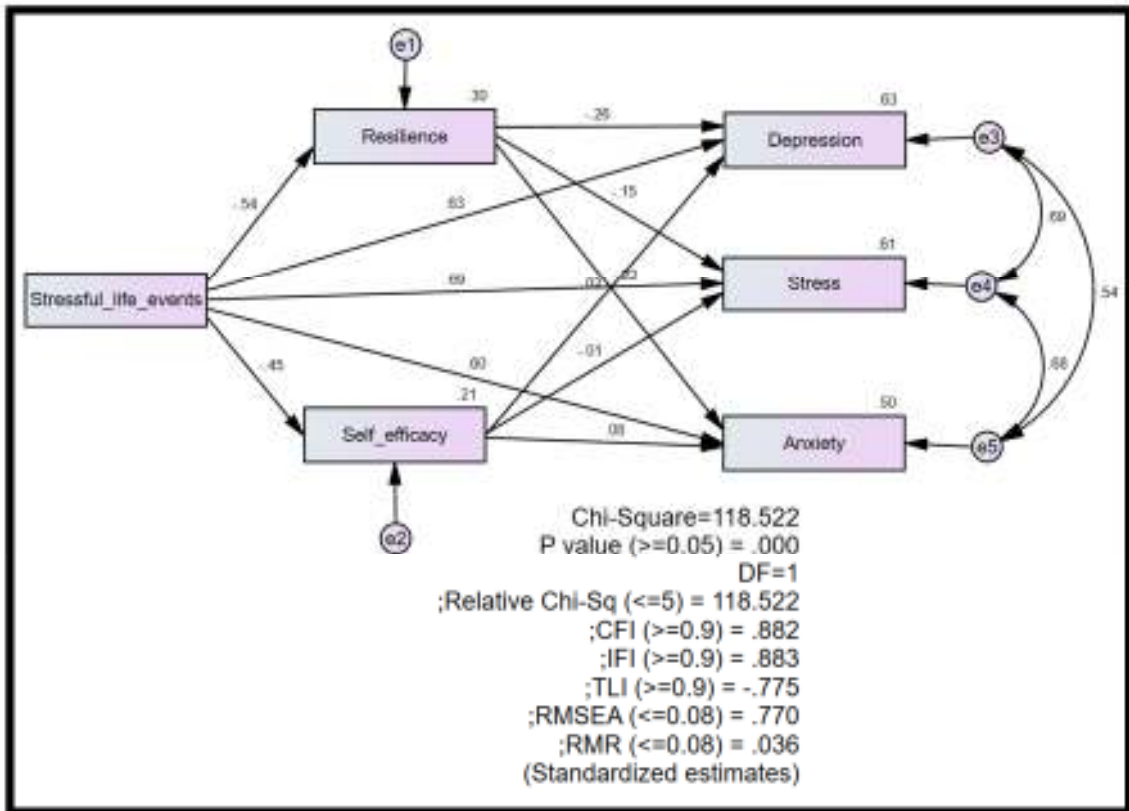 e1
.30
Resilience
-.26
.63
Depression
e3
-.54
.63
-.15
.69
.61
Stressful_life_events
.69
Stress
e4
.54
-.01
-.45
.60
.68
.21
.50
Self_efficacy
.08
Anxiety
e5
e2
Chi-Square=118.522
P value (>=0.05) = .000
DF=1
;Relative Chi-Sq (<=5) = 118.522
;CFI (>=0.9) = .882
;IFI (>=0.9) = .883
;TLI (>=0.9) = -.775
;RMSEA (<=0.08) = .770
;RMR (<=0.08) = .036
(Standardized estimates)